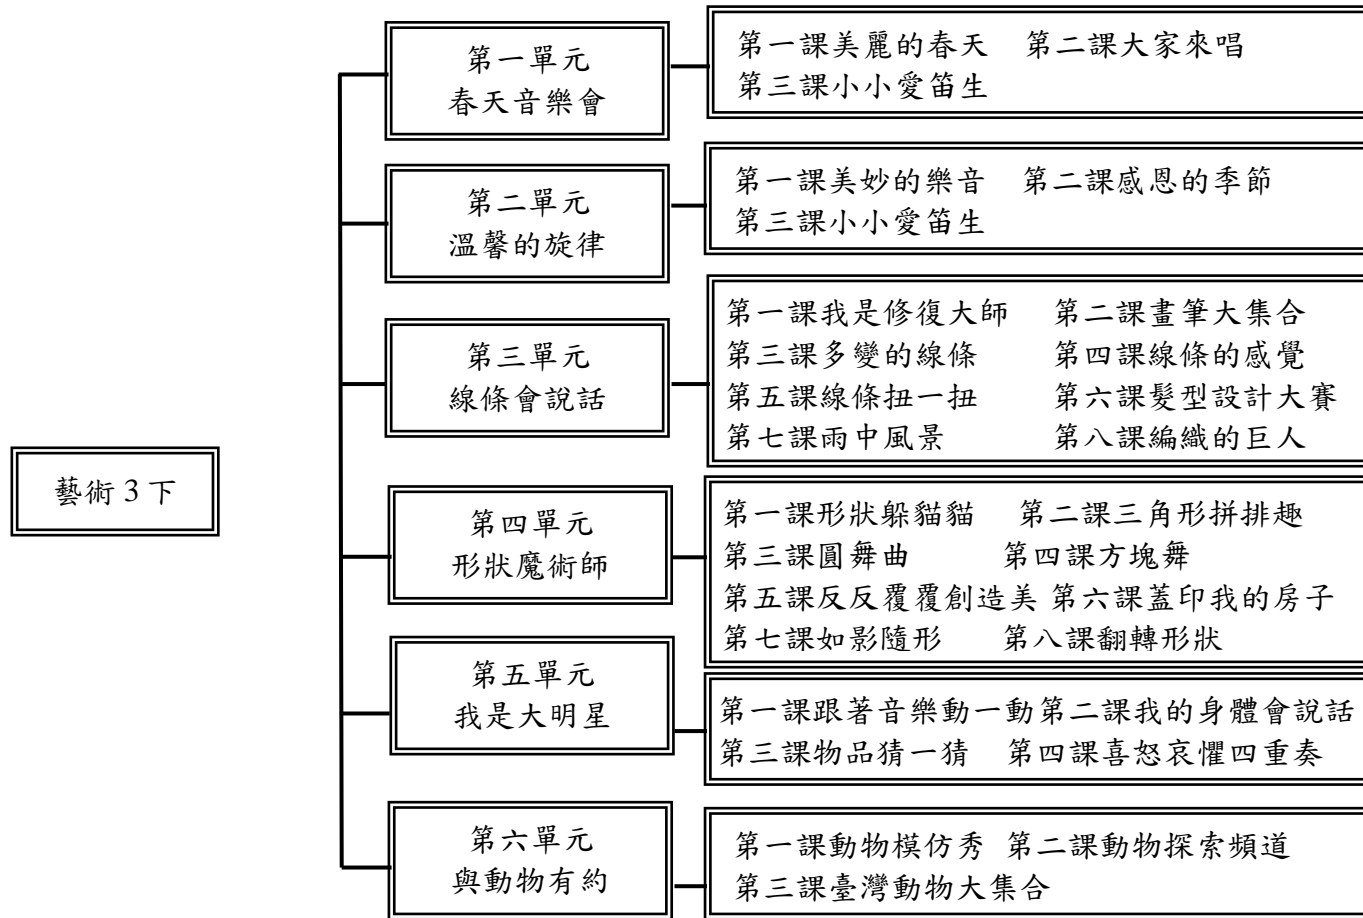 藝術3下
第一單元
春天音樂會
第一課美麗的春天 第二課大家來唱
第三課小小愛笛生
第二單元
溫馨的旋律
第一課美妙的樂音 第二課感恩的季節
第三課小小愛笛生
第三單元
線條會說話
第一課我是修復大師 第二課畫筆大集合
第三課多變的線條 第四課線條的感覺
第五課線條扭一扭 第六課髮型設計大賽
第七課雨中風景 第八課編織的巨人
第四單元
形狀魔術師
第一課形狀躲貓貓 第二課三角形拼排趣
第三課圓舞曲 第四課方塊舞
第五課反反覆覆創造美 第六課蓋印我的房子
第七課如影隨形 第八課翻轉形狀
第五單元
我是大明星
第一課跟著音樂動一動第二課我的身體會說話
第三課物品猜一猜 第四課喜怒哀懼四重奏
第六單元
與動物有約
第一課動物模仿秀 第二課動物探索頻道
第三課臺灣動物大集合